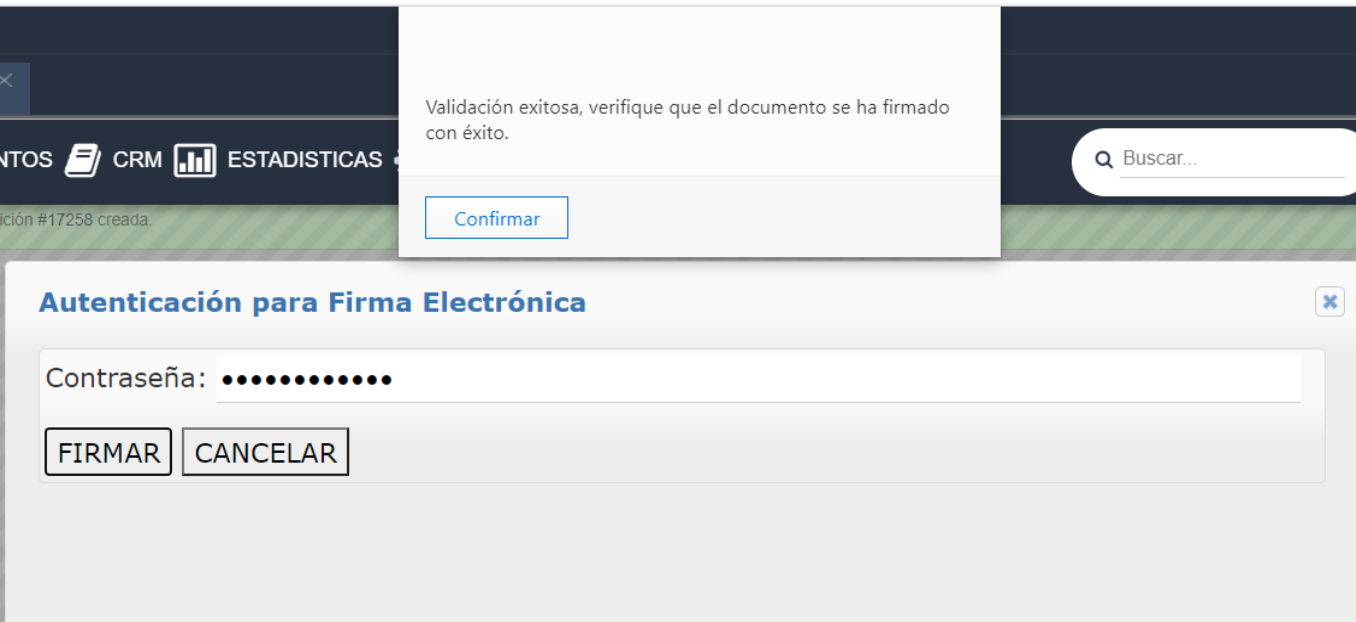 Validación exitosa, verifique que el documento se ha firmado
con éxito.
Confirmar
NTOS CRM ESTADISTICAS
Buscar...
ición #17258 creada.
Autenticación para Firma Electrónica
Contraseña: ••••••••••••
FIRMAR CANCELAR